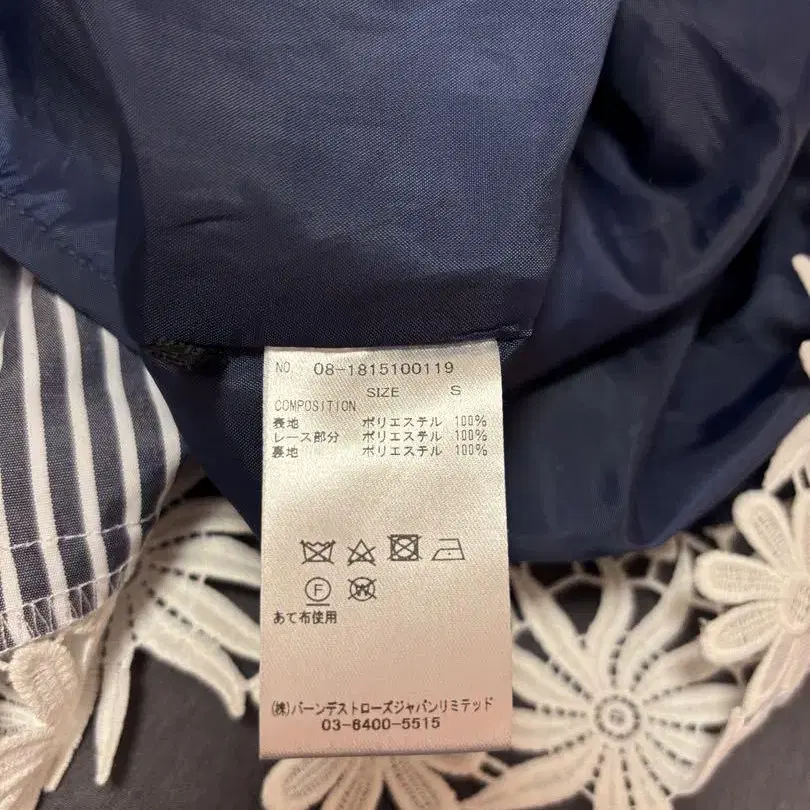 NO. 08-1815100119
SIZE S
COMPOSITION
表地 ポリエステル 100%
レース部分 ポリエステル 100%
裏地 ポリエステル 100%
F W
あて布使用
(株)バーンデストローズジャパンリミテッド
03-6400-5515